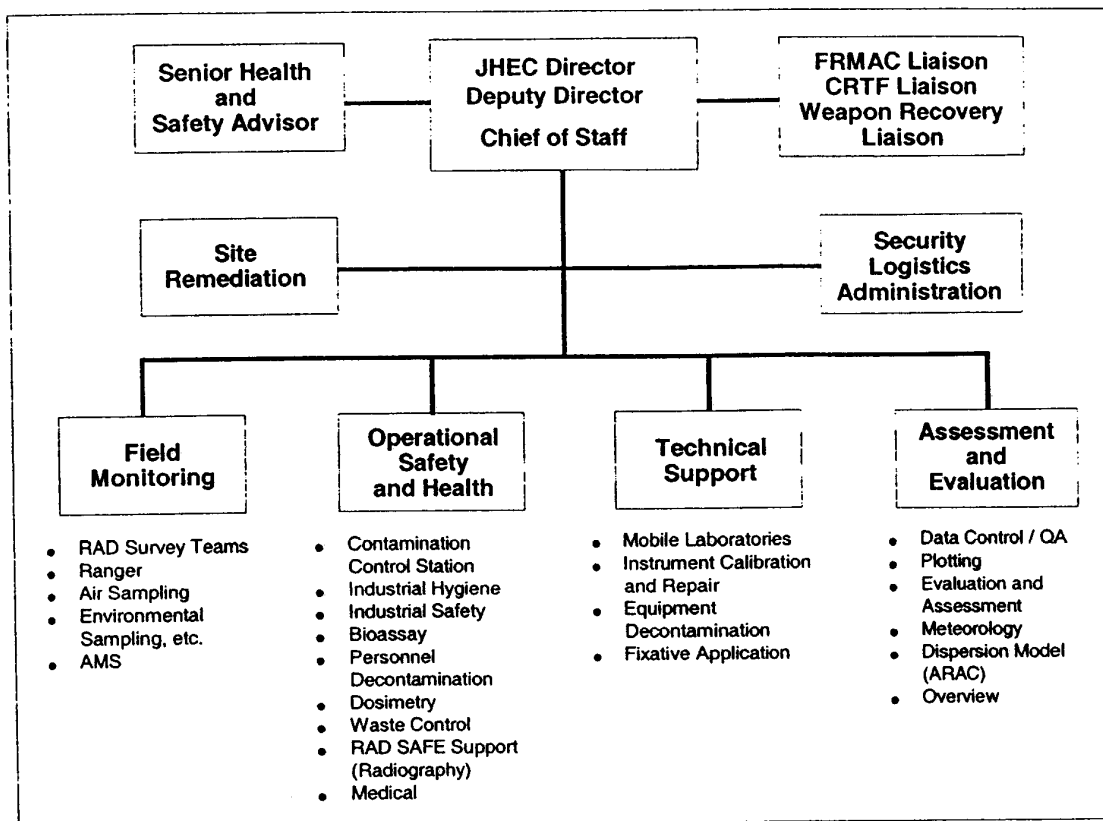 Senior Health
and
Safety Advisor
JHEC Director
Deputy Director
Chief of Staff
FRMAC Liaison
CRTF Liaison
Weapon Recovery
Liaison
Site
Remediation
Security
Logistics
Administration
Field
Monitoring
• RAD Survey Teams
• Ranger
• Air Sampling
• Environmental
Sampling, etc.
• AMS
Operational
Safety
and Health
• Contamination
Control Station
• Industrial Hygiene
• Industrial Safety
• Bioassay
• Personnel
Decontamination
• Dosimetry
• Waste Control
• RAD SAFE Support
(Radiography)
• Medical
Technical
Support
• Mobile Laboratories
• Instrument Calibration
and Repair
• Equipment
Decontamination
• Fixative Application
Assessment
and
Evaluation
• Data Control / QA
• Plotting
• Evaluation and
Assessment
• Meteorology
• Dispersion Model
(ARAC)
• Overview